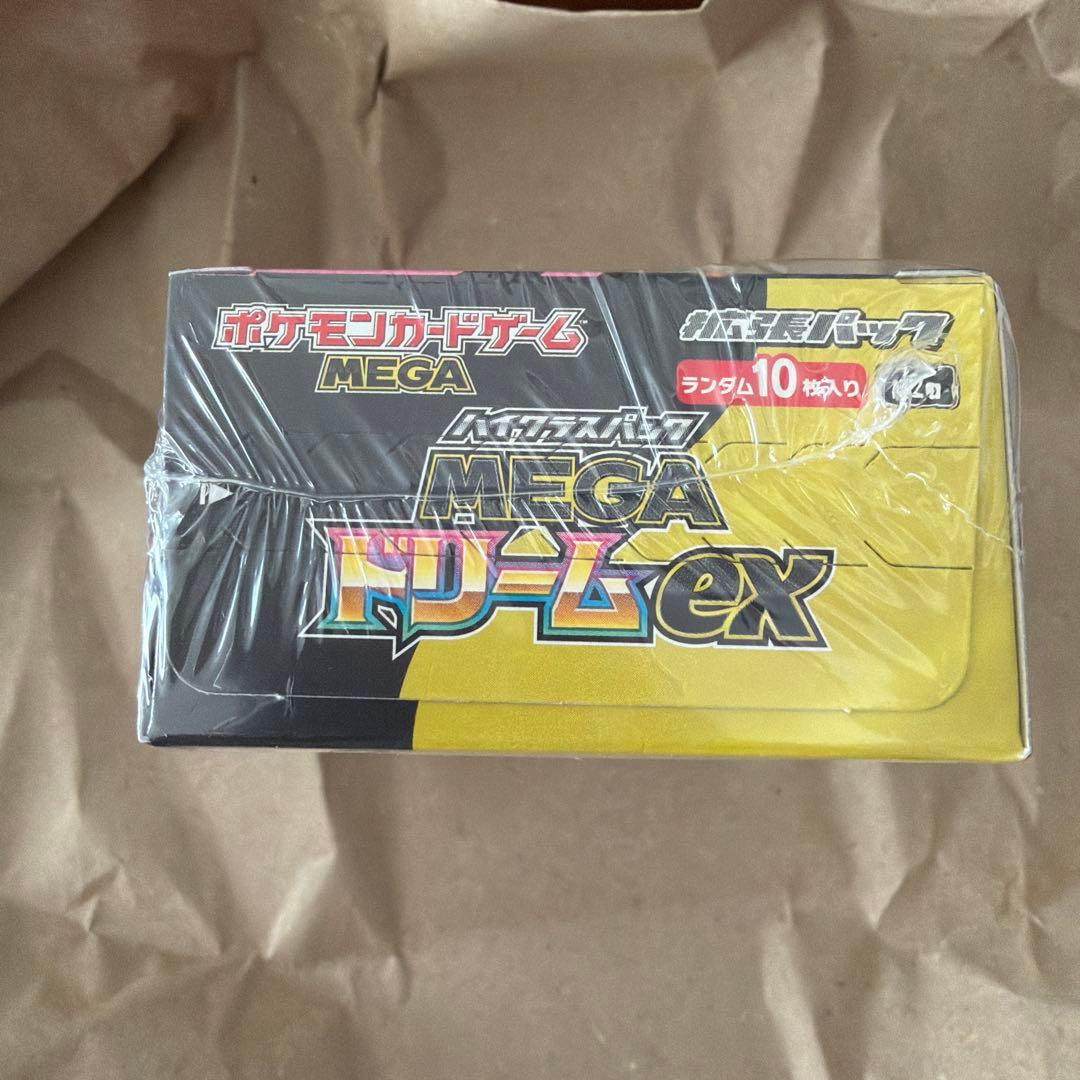 ポケモンカードゲーム™
MEGA
拡張パック
ランダム10枚入り
ハイクラスパック
MEGA
ドリームex